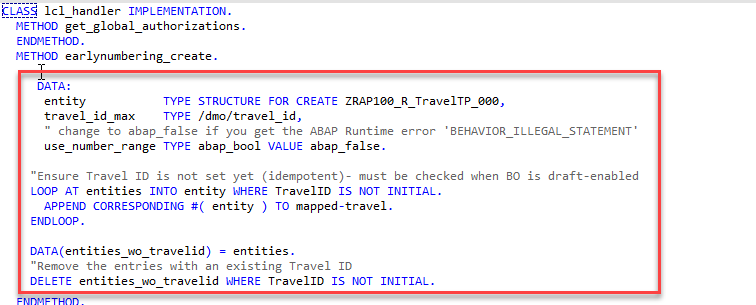 CLASS lcl_handler IMPLEMENTATION.
METHOD get_global_authorizations.
ENDMETHOD.
METHOD earlynumbering_create.
DATA:
entity TYPE STRUCTURE FOR CREATE ZRAP100_R_TravelTP_000,
travel_id_max TYPE /dmo/travel_id,
" change to abap_false if you get the ABAP Runtime error 'BEHAVIOR_ILLEGAL_STATEMENT'
use_number_range TYPE abap_bool VALUE abap_false.
"Ensure Travel ID is not set yet (idempotent)- must be checked when BO is draft-enabled
LOOP AT entities INTO entity WHERE TravelID IS NOT INITIAL.
APPEND CORRESPONDING #( entity ) TO mapped-travel.
ENDLOOP.
DATA(entities_wo_travelid) = entities.
"Remove the entries with an existing Travel ID
DELETE entities_wo_travelid WHERE TravelID IS NOT INITIAL.
ENDMETHOD.